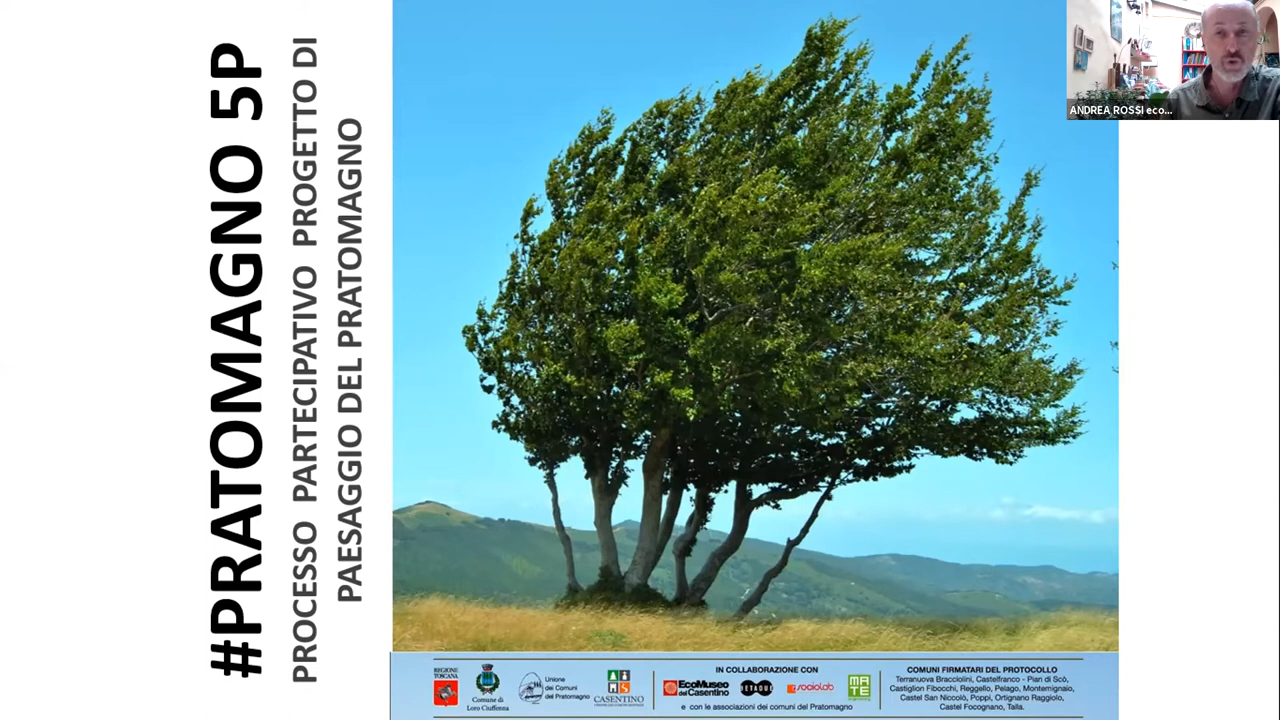 #PRATOMAGNO 5P
PROCESSO PARTECIPATIVO PROGETTO DI
PAESAGGIO DEL PRATOMAGNO
ANDREA ROSSI eco...
REGIONE
TOSCANA
Comune di
Loro Ciuffenna
Unione
dei Comuni
del Pratomagno
CASENTINO
IN COLLABORAZIONE CON
EcoMuseo
del Casentino
BETADUE
sociolab
MA
TE
e con le associazioni dei comuni del Pratomagno
COMUNI FIRMATARI DEL PROTOCOLLO
Terranuova Bracciolini, Castelfranco - Pian di Scò,
Castiglion Fibocchi, Reggello, Pelago, Montemignaio,
Castel San Niccolò, Poppi, Ortignano Raggiolo,
Castel Focognano, Talla.